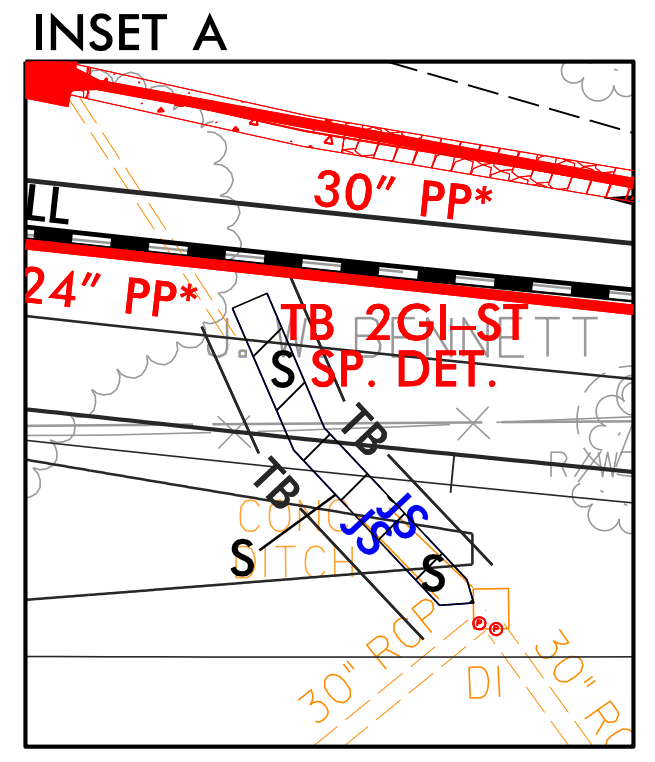 INSET A
30" PP*
LL
24" PP*
TB 2GI-ST
J. W. BENNETT
S SP. DET.
TB
R/W
TB
CONC
JS
JS
S
DITCH
S
30" RCP
P P
DI
30" RC